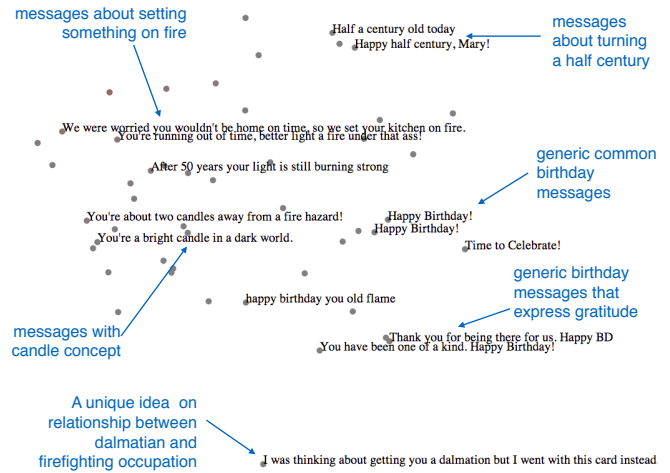 messages about setting
something on fire
Half a century old today
Happy half century, Mary!
messages
about turning
a half century
We were worried you wouldn't be home on time, so we set your kitchen on fire.
You're running out of time, better light a fire under that ass!
After 50 years your light is still burning strong
generic common
birthday
messages
You're about two candles away from a fire hazard!
Happy Birthday!
Happy Birthday!
You're a bright candle in a dark world.
Time to Celebrate!
generic birthday
messages that
express gratitude
happy birthday you old flame
messages with
candle concept
Thank you for being there for us. Happy BD
You have been one of a kind. Happy Birthday!
A unique idea on
relationship between
dalmatian and
firefighting occupation
I was thinking about getting you a dalmation but I went with this card instead